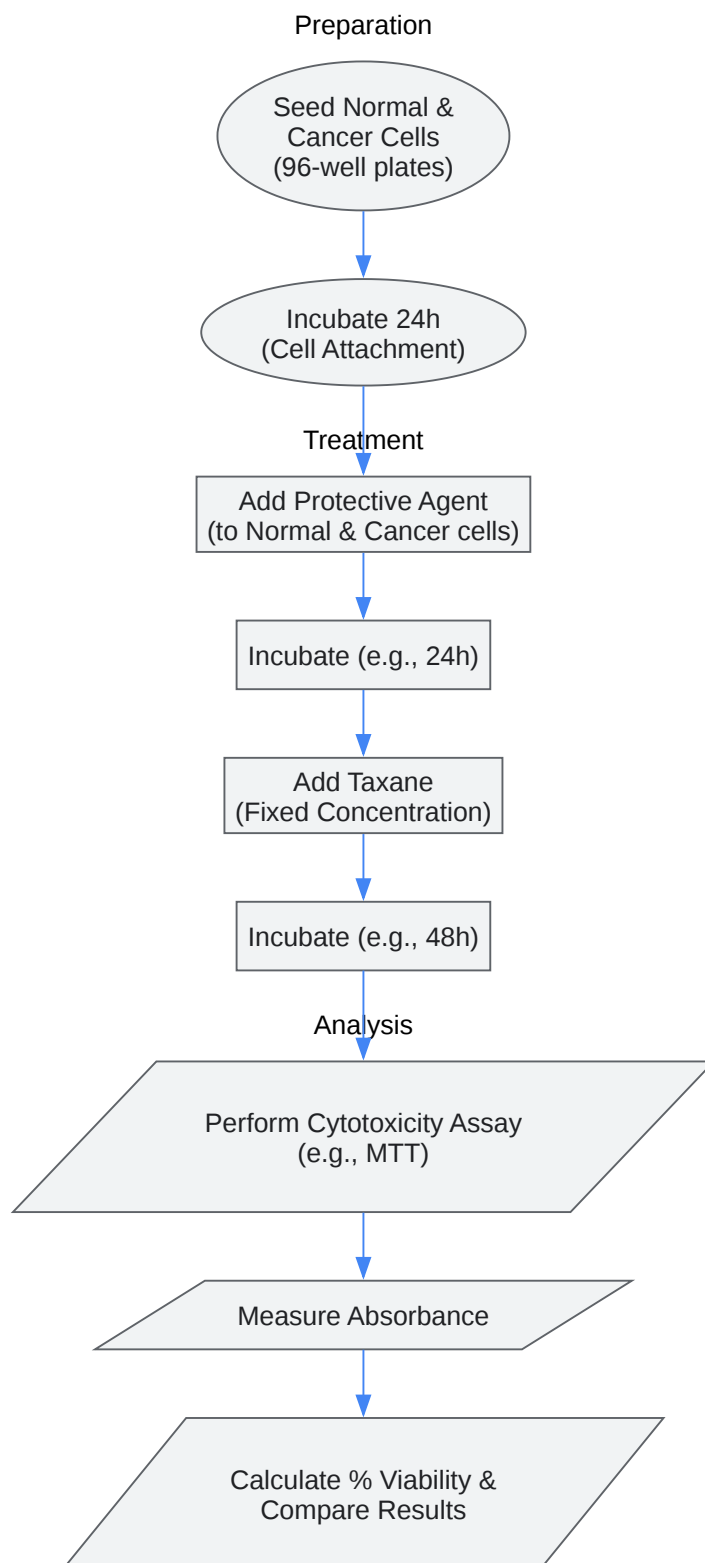 Preparation
Seed Normal &
Cancer Cells
(96-well plates)
Incubate 24h
(Cell Attachment)
Treatment
Add Protective Agent
(to Normal & Cancer cells)
Incubate (e.g., 24h)
Add Taxane
(Fixed Concentration)
Incubate (e.g., 48h)
Analysis
Perform Cytotoxicity Assay
(e.g., MTT)
Measure Absorbance
Calculate % Viability &
Compare Results